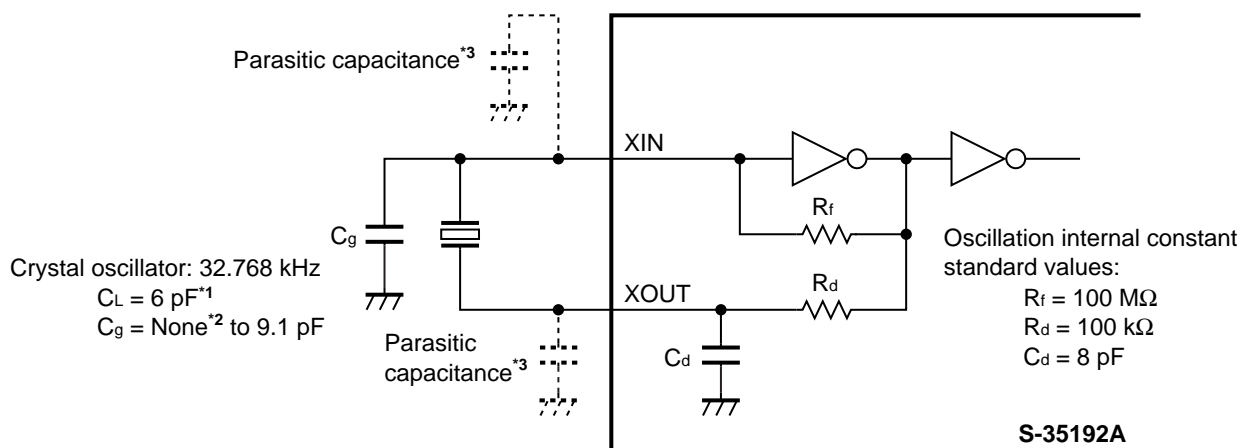 Parasitic capacitance*3
XIN
Rf
Cg
Crystal oscillator: 32.768 kHz
CL = 6 pF*1
Cg = None*2 to 9.1 pF
Oscillation internal constant
standard values:
Rf = 100 MΩ
Rd = 100 kΩ
Cd = 8 pF
XOUT
Rd
Parasitic
capacitance*3
Cd
S-35192A